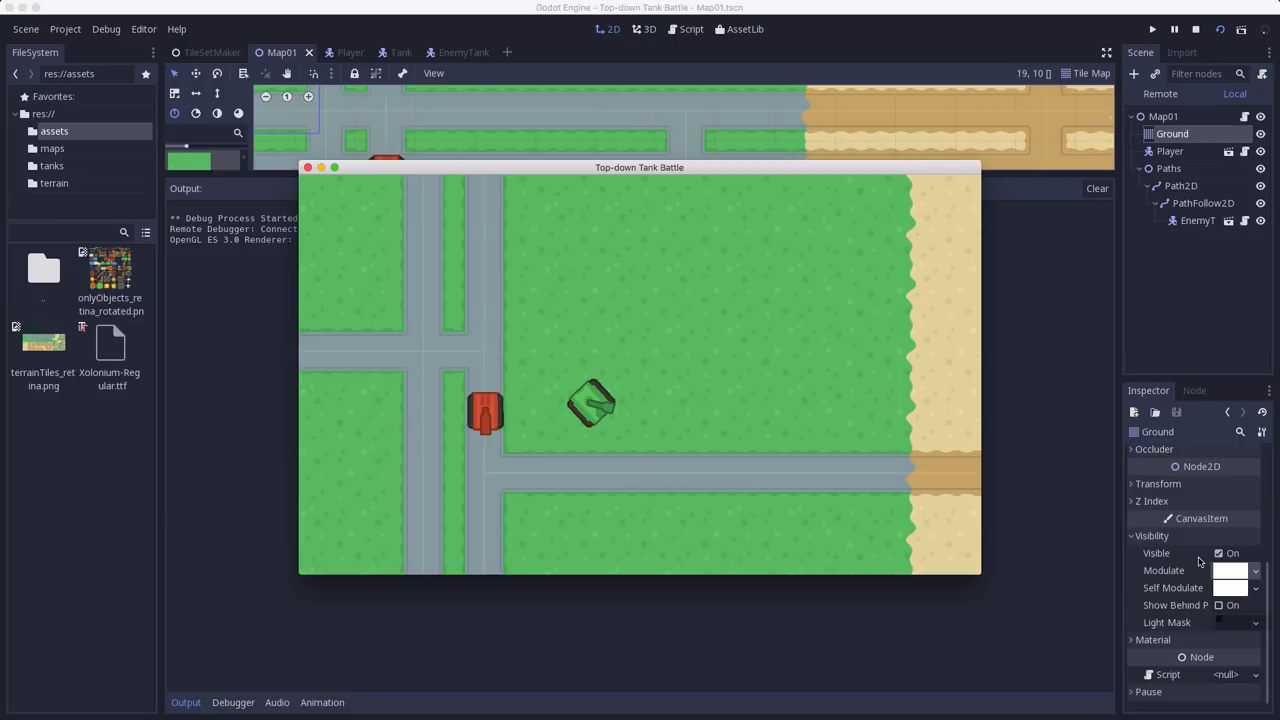 Godot Engine - Top-down Tank Battle - Map01.tscn
Scene Project Debug Editor Help
2D 3D Script AssetLib
FileSystem
TileSetMaker Map01 Player Tank EnemyTank
Scene Import
res://assets
View
19, 10 []
Tile Map
Filter nodes
Favorites:
res://
assets
maps
tanks
terrain
Remote Local
Map01
Ground
Player
Paths
Path2D
PathFollow2D
EnemyT
Top-down Tank Battle
Output:
Clear
** Debug Process Started
Remote Debugger: Connect
OpenGL ES 3.0 Renderer:
..
onlyObjects_re
tina_rotated.pn
terrainTiles_ret
ina.png
Xolonium-Reg
ular.ttf
Inspector Node
Ground
Occluder
Node2D
Transform
Z Index
CanvasItem
Visibility
Visible On
Modulate
Self Modulate
Show Behind P On
Light Mask
Material
Node
Script <null>
Pause
Output Debugger Audio Animation